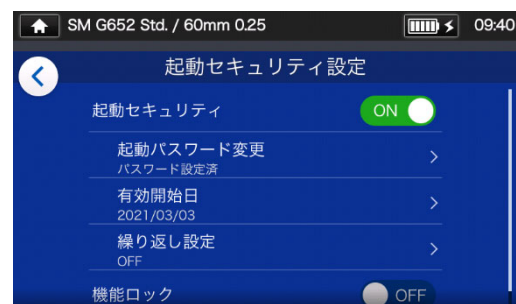 SM G652 Std. / 60mm 0.25 09:40
起動セキュリティ設定
起動セキュリティ ON
起動パスワード変更
パスワード設定済
有効開始日
2021/03/03
繰り返し設定
OFF
機能ロック OFF